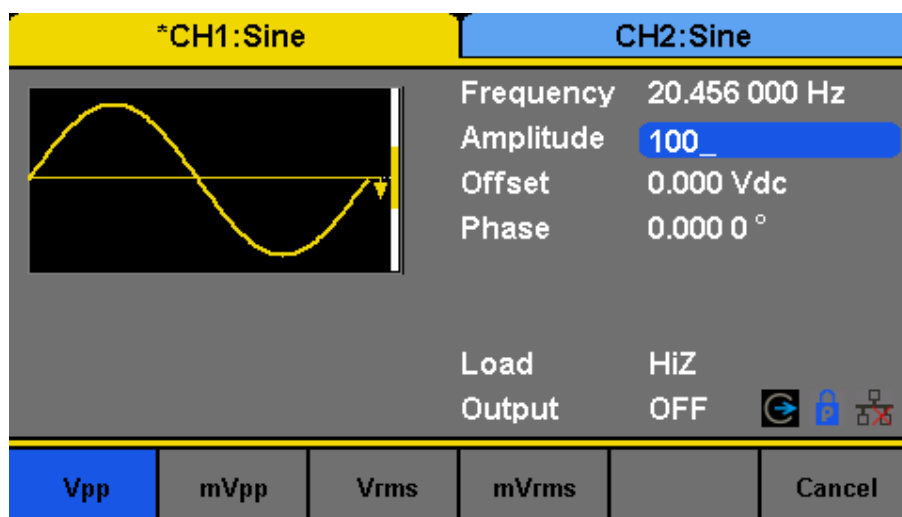 *CH1:Sine
CH2:Sine
Frequency 20.456 000 Hz
Amplitude 100_
Offset 0.000 Vdc
Phase 0.000 0 °
Load HiZ
Output OFF
P
Vpp mVpp Vrms mVrms Cancel